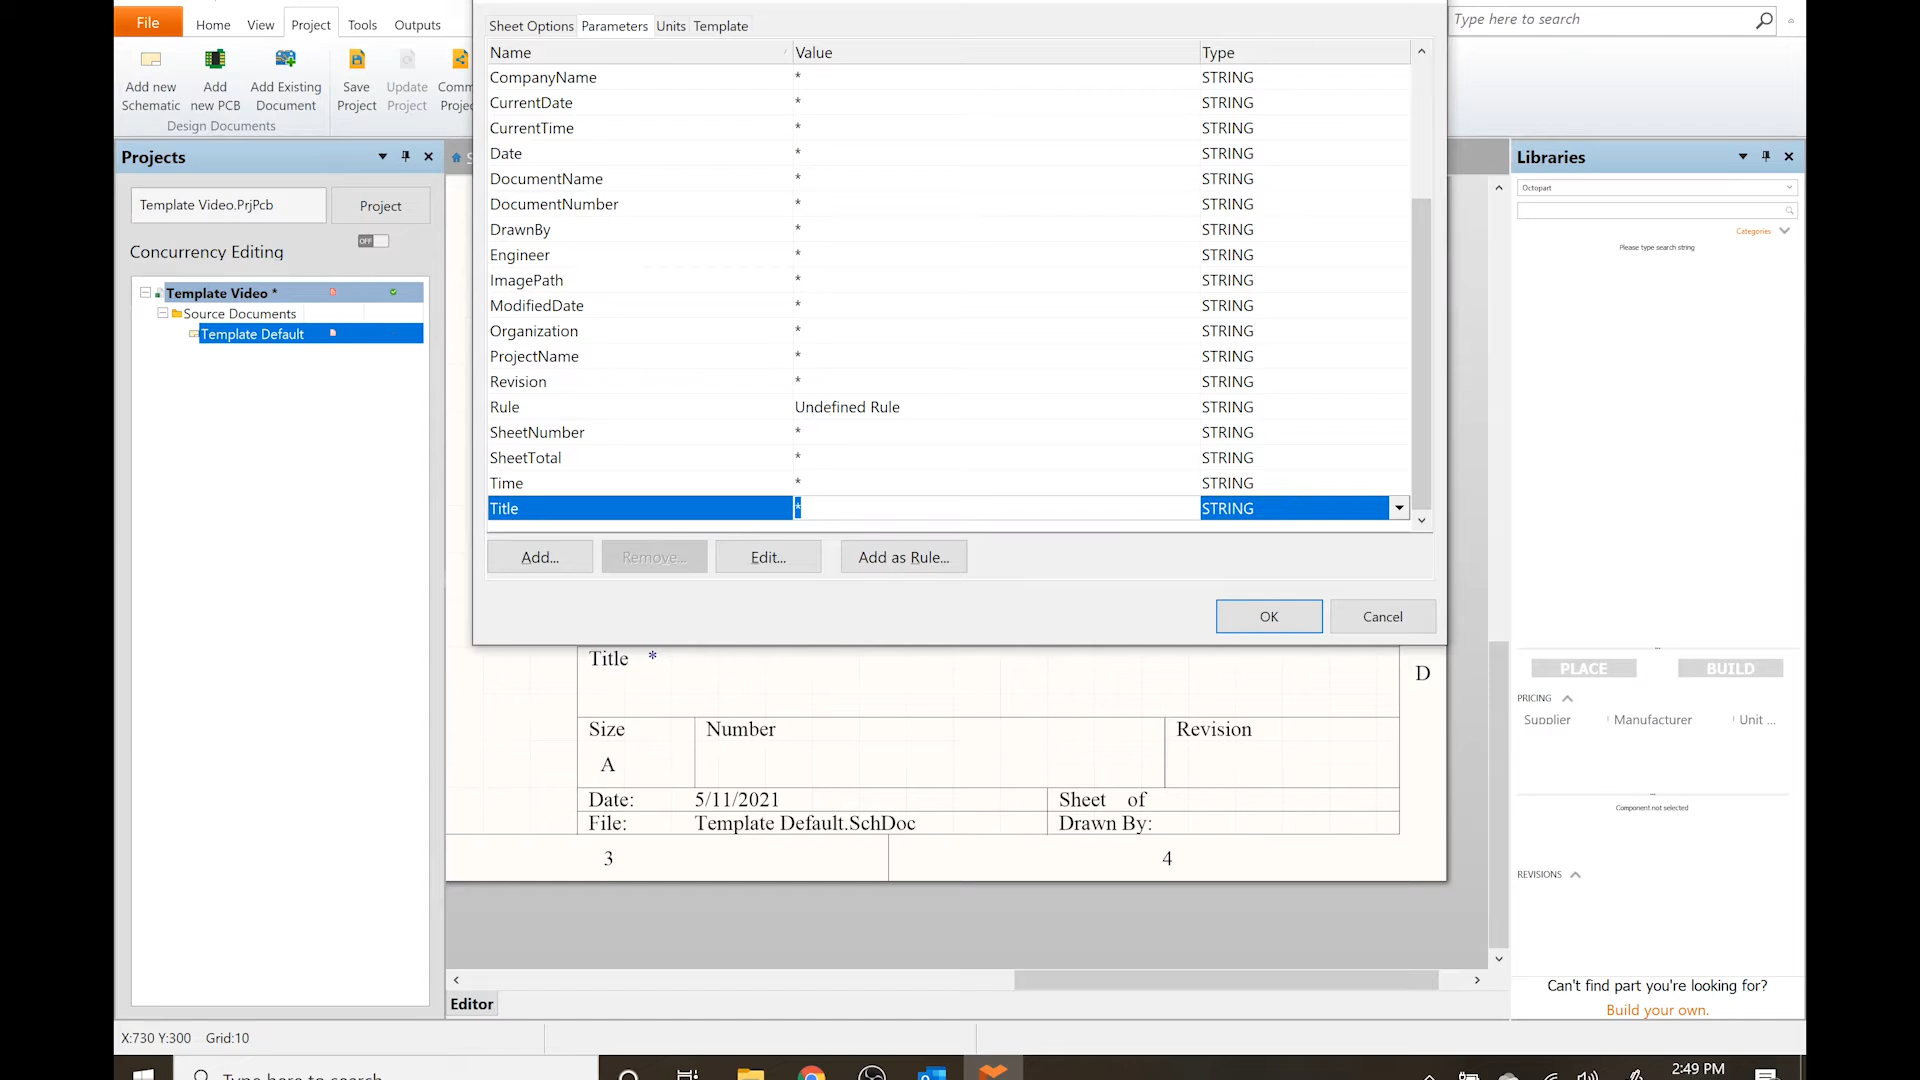 File
Home View Project Tools Outputs
Add new Schematic
Add new PCB
Add Existing Document
Save Project
Update Project
Comm
Projec
Design Documents
Projects
Template Video.PrjPcb
Project
Concurrency Editing
OFF
Template Video *
Source Documents
Template Default
Sheet Options Parameters Units Template
Name Value Type
CompanyName * STRING
CurrentDate * STRING
CurrentTime * STRING
Date * STRING
DocumentName * STRING
DocumentNumber * STRING
DrawnBy * STRING
Engineer * STRING
ImagePath * STRING
ModifiedDate * STRING
Organization * STRING
ProjectName * STRING
Revision * STRING
Rule Undefined Rule STRING
SheetNumber * STRING
SheetTotal * STRING
Time * STRING
Title * STRING
Add... Remove... Edit... Add as Rule...
OK Cancel
Title *
D
Size Number Revision
A
Date: 5/11/2021 Sheet of
File: Template Default.SchDoc Drawn By:
3 4
Editor
X:730 Y:300 Grid:10
Type here to search
Libraries
Octopart
Categories
Please type search string
PLACE BUILD
PRICING
Supplier Manufacturer Unit ...
Component not selected
REVISIONS
Can't find part you're looking for?
Build your own.
Type here to search
2:49 PM